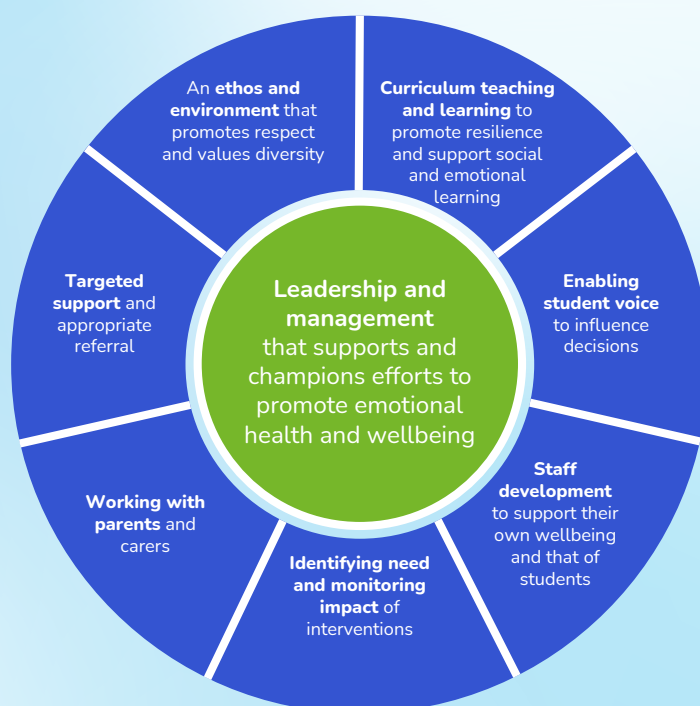 An ethos and
environment that
promotes respect
and values diversity
Curriculum teaching
and learning to
promote resilience
and support social
and emotional
learning
Enabling
student voice
to influence
decisions
Staff
development
to support their
own wellbeing
and that of
students
Identifying need
and monitoring
impact of
interventions
Working with
parents and
carers
Targeted
support and
appropriate
referral
Leadership and
management
that supports and
champions efforts to
promote emotional
health and wellbeing